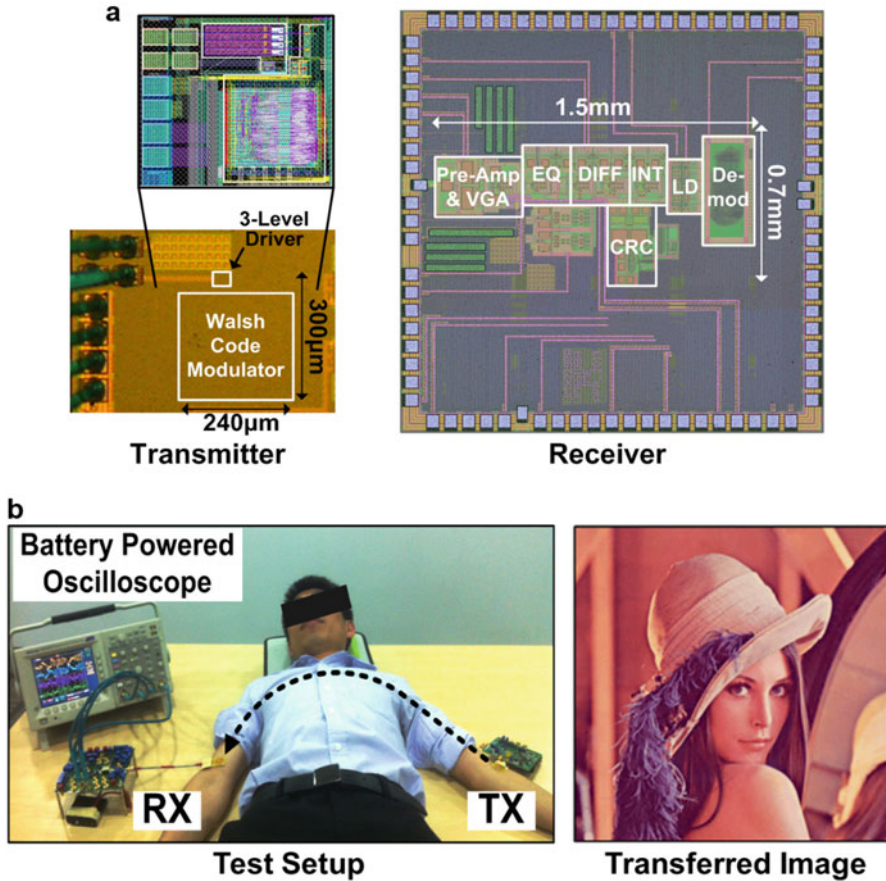 a
3-Level
Driver
Walsh
Code
Modulator
300µm
240µm
Transmitter
1.5mm
0.7mm
Pre-Amp
& VGA
EQ
DIFF
INT
LD
De-
mod
CRC
Receiver
b
Battery Powered
Oscilloscope
RX
TX
Test Setup
Transferred Image